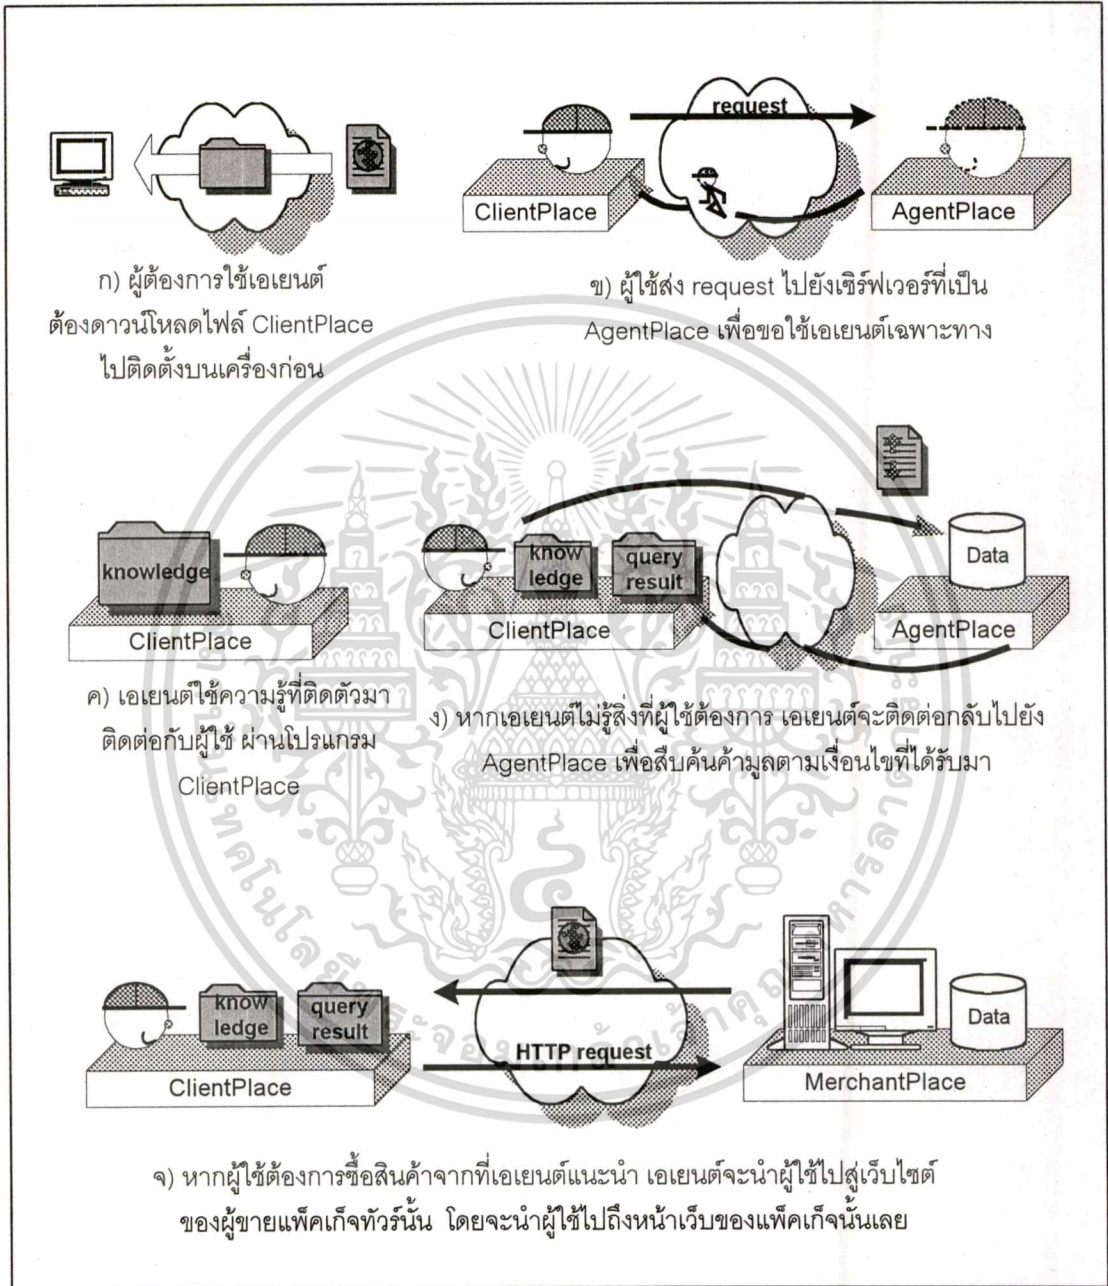 request
ClientPlace
AgentPlace
ก) ผู้ต้องการใช้เอเยนต์
ต้องดาวน์โหลดไฟล์ ClientPlace
ไปติดตั้งบนเครื่องก่อน
ข) ผู้ใช้ส่ง request ไปยังเซิร์ฟเวอร์ที่เป็น
AgentPlace เพื่อขอใช้เอเยนต์เฉพาะทาง
knowledge
ClientPlace
know
ledge
query
result
ClientPlace
Data
AgentPlace
ค) เอเยนต์ใช้ความรู้ที่ติดตัวมา
ติดต่อกับผู้ใช้ ผ่านโปรแกรม
ClientPlace
ง) หากเอเยนต์ไม่รู้สิ่งที่ผู้ใช้ต้องการ เอเยนต์จะติดต่อกลับไปยัง
AgentPlace เพื่อสืบค้นค้ามูลตามเงื่อนไขที่ได้รับมา
know
ledge
query
result
ClientPlace
HTTP request
Data
MerchantPlace
จ) หากผู้ใช้ต้องการซื้อสินค้าจากที่เอเยนต์แนะนำ เอเยนต์จะนำผู้ใช้ไปสู่เว็บไซต์
ของผู้ขายแพ็คเก็จทัวร์นั้น โดยจะนำผู้ใช้ไปถึงหน้าเว็บของแพ็คเก็จนั้นเลย